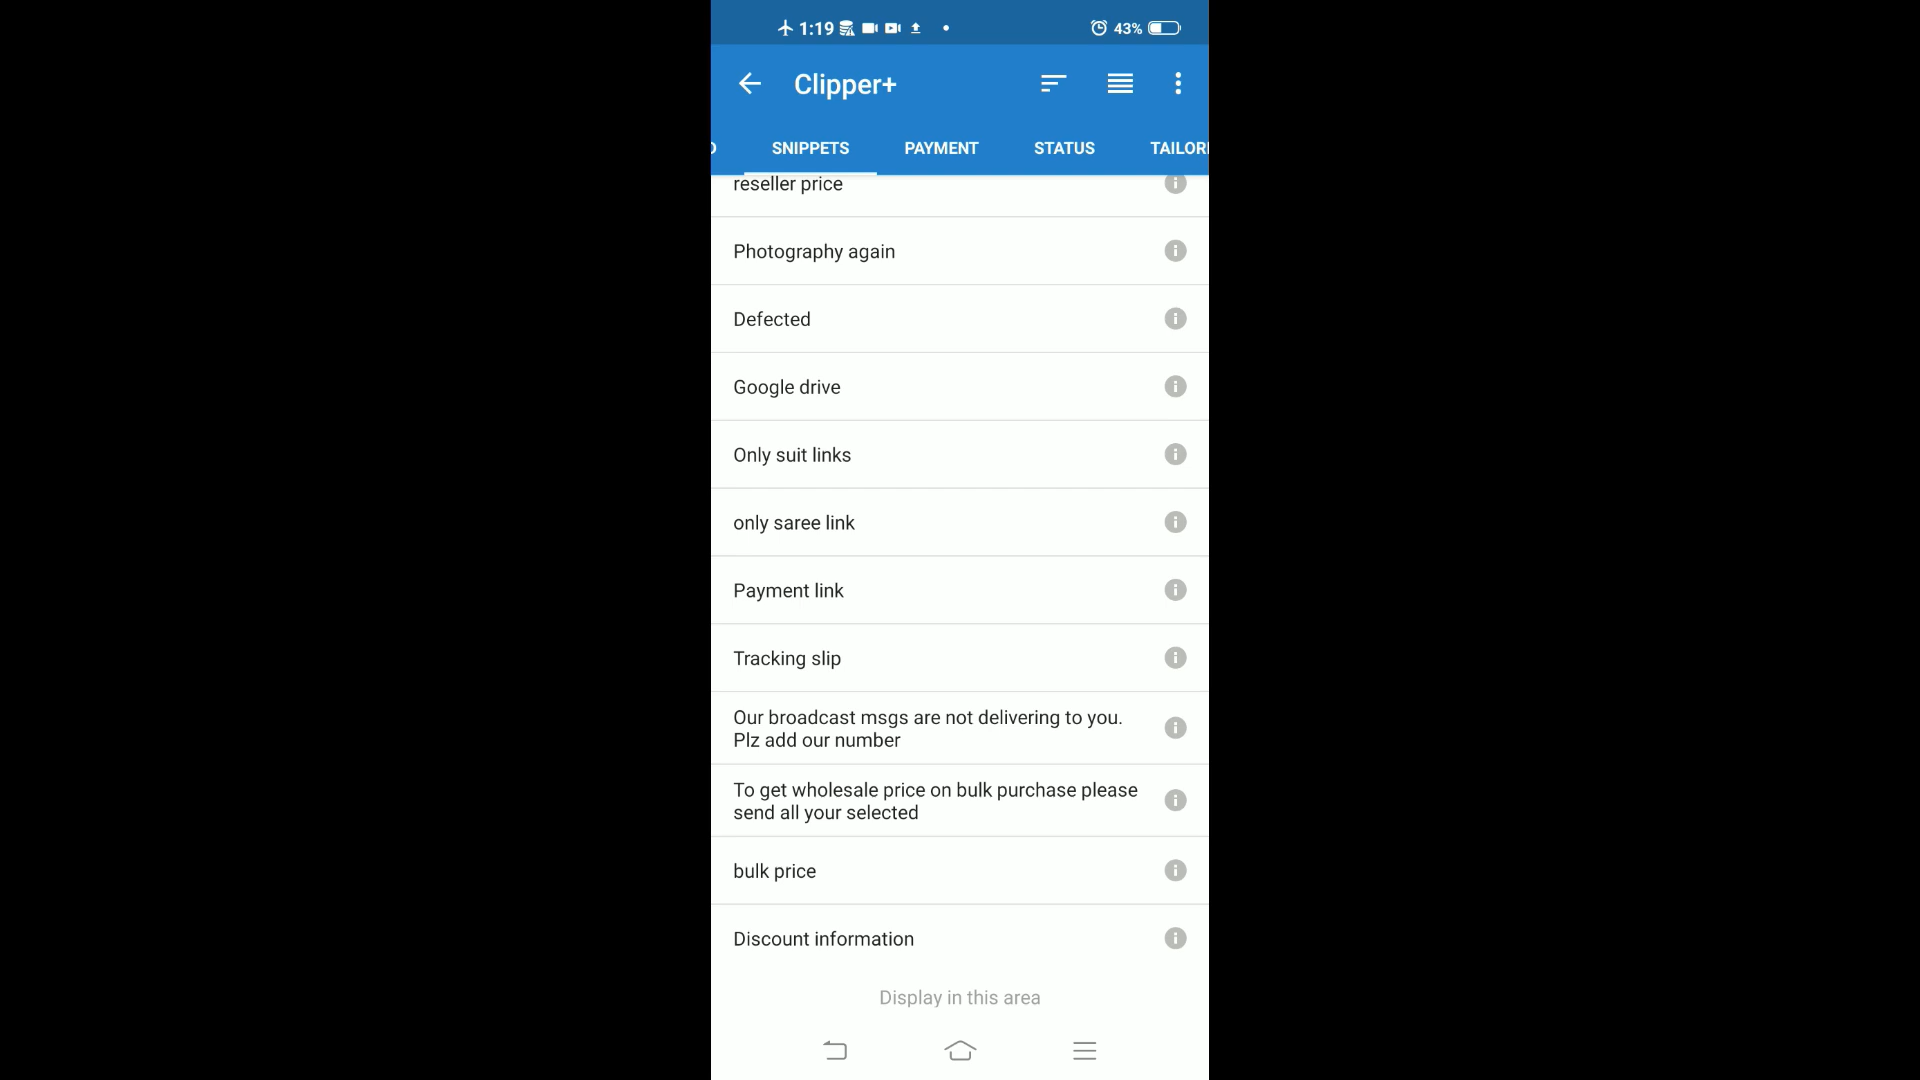 1:19
43%
Clipper+
SNIPPETS
PAYMENT
STATUS
TAILOR
reseller price
Photography again
Defected
Google drive
Only suit links
only saree link
Payment link
Tracking slip
Our broadcast msgs are not delivering to you.
Plz add our number
To get wholesale price on bulk purchase please
send all your selected
bulk price
Discount information
Display in this area